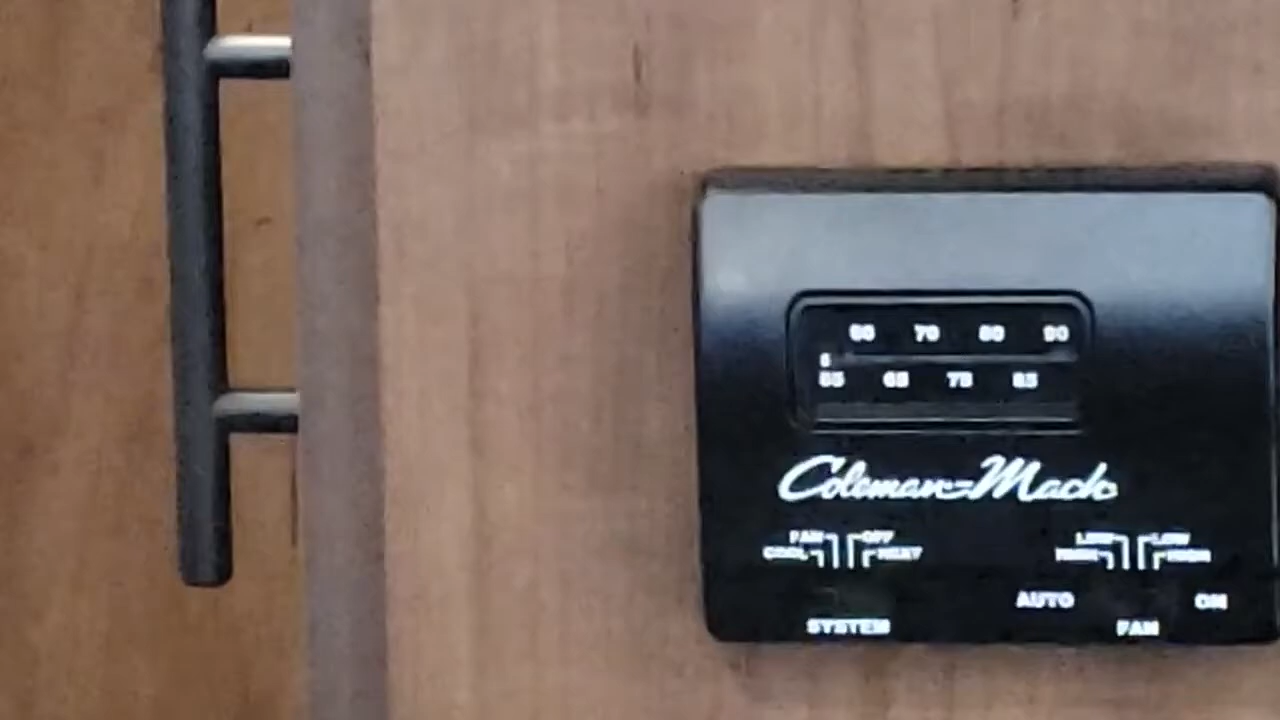 60 70 80 90
55 65 75 85
Coleman-Mach
FAN OFF LOW LOW
COOL HEAT HIGH HIGH
AUTO ON
SYSTEM FAN